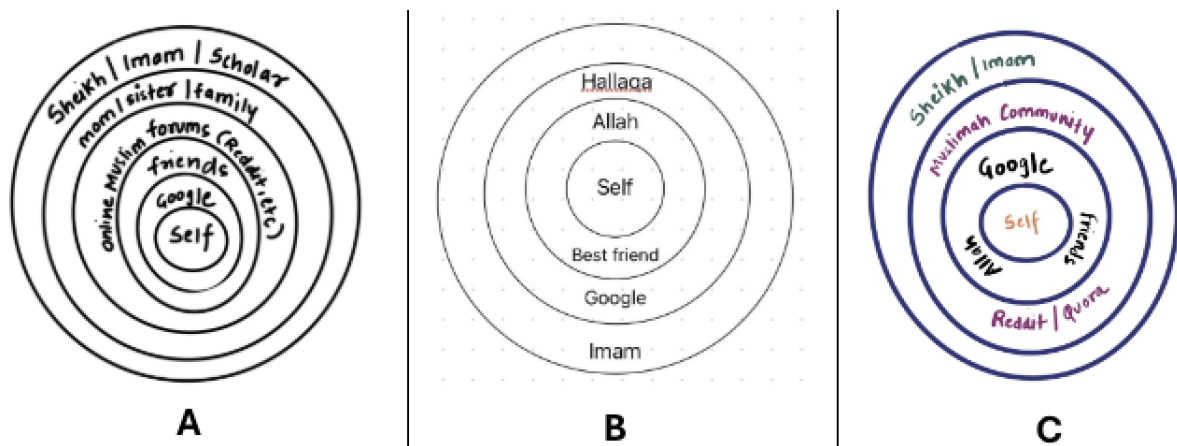 Sheikh / Imam / Scholar
mom / sister / family
online Muslim forums (Reddit, etc)
friends
Google
Self
A
Hallaqa
Allah
Self
Best friend
Google
Imam
B
Sheikh / Imam
Muslimah Community
Google
Self
friends
Allah
Reddit / Quora
C